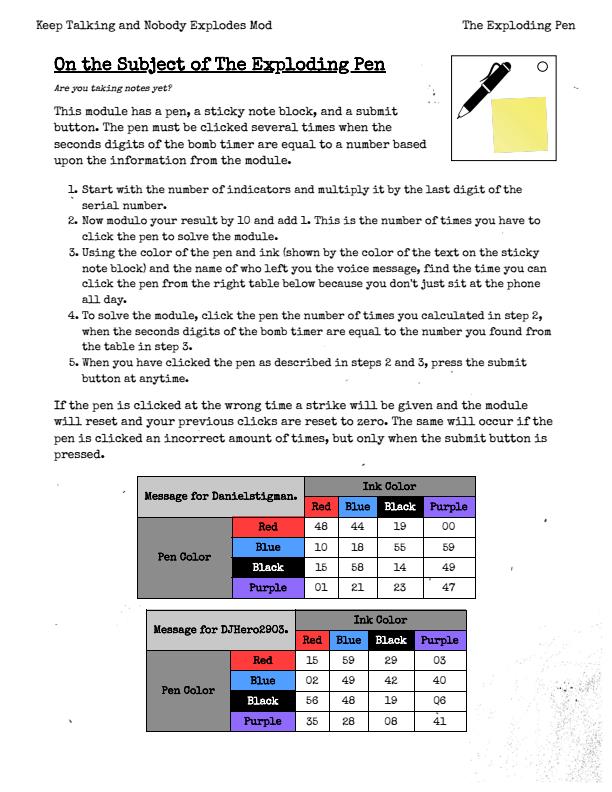 Keep Talking and Nobody Explodes Mod
The Exploding Pen
On the Subject of The Exploding Pen
Are you taking notes yet?
This module has a pen, a sticky note block, and a submit
button. The pen must be clicked several times when the
seconds digits of the bomb timer are equal to a number based
upon the information from the module.
1. Start with the number of indicators and multiply it by the last digit of the
serial number.
2. Now modulo your result by 10 and add 1. This is the number of times you have to
click the pen to solve the module.
3. Using the color of the pen and ink (shown by the color of the text on the sticky
note block) and the name of who left you the voice message, find the time you can
click the pen from the right table below because you don't just sit at the phone
all day.
4. To solve the module, click the pen the number of times you calculated in step 2,
when the seconds digits of the bomb timer are equal to the number you found from
the table in step 3.
5. When you have clicked the pen as described in steps 2 and 3, press the submit
button at anytime.
If the pen is clicked at the wrong time a strike will be given and the module
will reset and your previous clicks are reset to zero. The same will occur if the
pen is clicked an incorrect amount of times, but only when the submit button is
pressed.
Message for Danielstigman.
Ink Color
Red Blue Black Purple
Pen Color
Red 48 44 19 00
Blue 10 18 55 59
Black 15 58 14 49
Purple 01 21 23 47
Message for DJHero2903.
Ink Color
Red Blue Black Purple
Pen Color
Red 15 59 29 03
Blue 02 49 42 40
Black 56 48 19 06
Purple 35 28 08 41